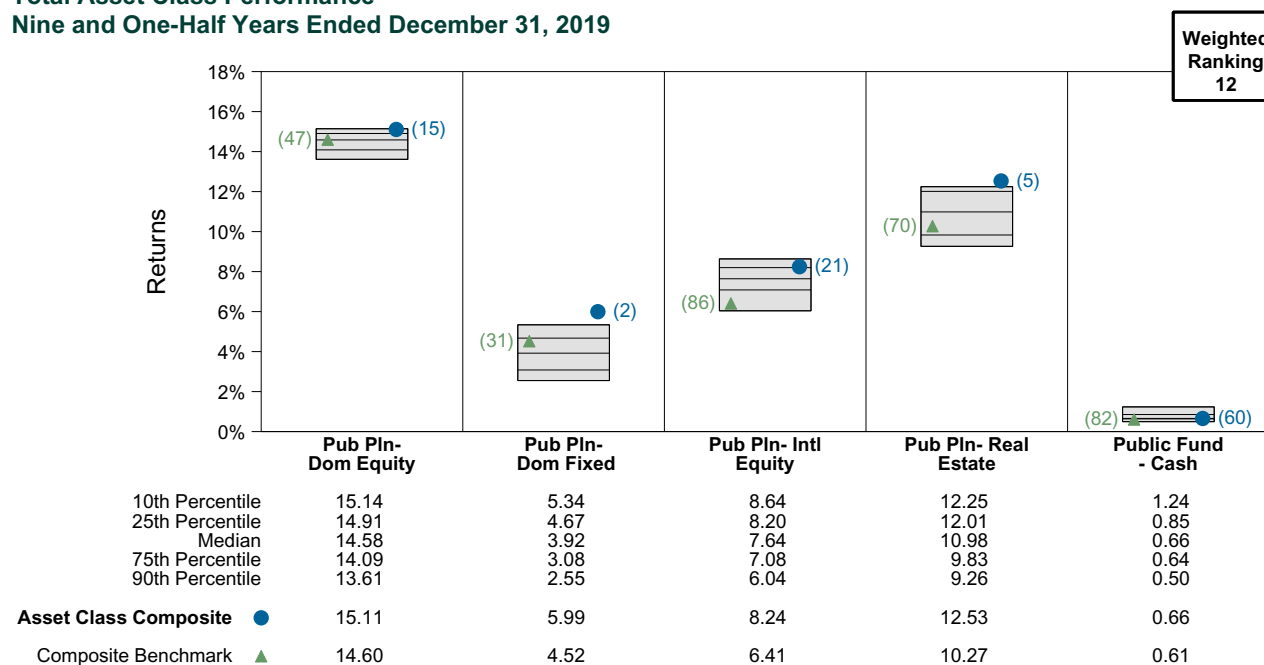 Total Asset Class Performance
Nine and One-Half Years Ended December 31, 2019
Weighted
Ranking
12
18%
16%
14%
12%
10%
8%
6%
4%
2%
0%
Returns
(47) (15)
(31) (2)
(86) (21)
(70) (5)
(82) (60)
Pub Pln- Pub Pln- Pub Pln- Intl Pub Pln- Real Public Fund
Dom Equity Dom Fixed Equity Estate - Cash
10th Percentile 15.14 5.34 8.64 12.25 1.24
25th Percentile 14.91 4.67 8.20 12.01 0.85
Median 14.58 3.92 7.64 10.98 0.66
75th Percentile 14.09 3.08 7.08 9.83 0.64
90th Percentile 13.61 2.55 6.04 9.26 0.50
Asset Class Composite 15.11 5.99 8.24 12.53 0.66
Composite Benchmark 14.60 4.52 6.41 10.27 0.61